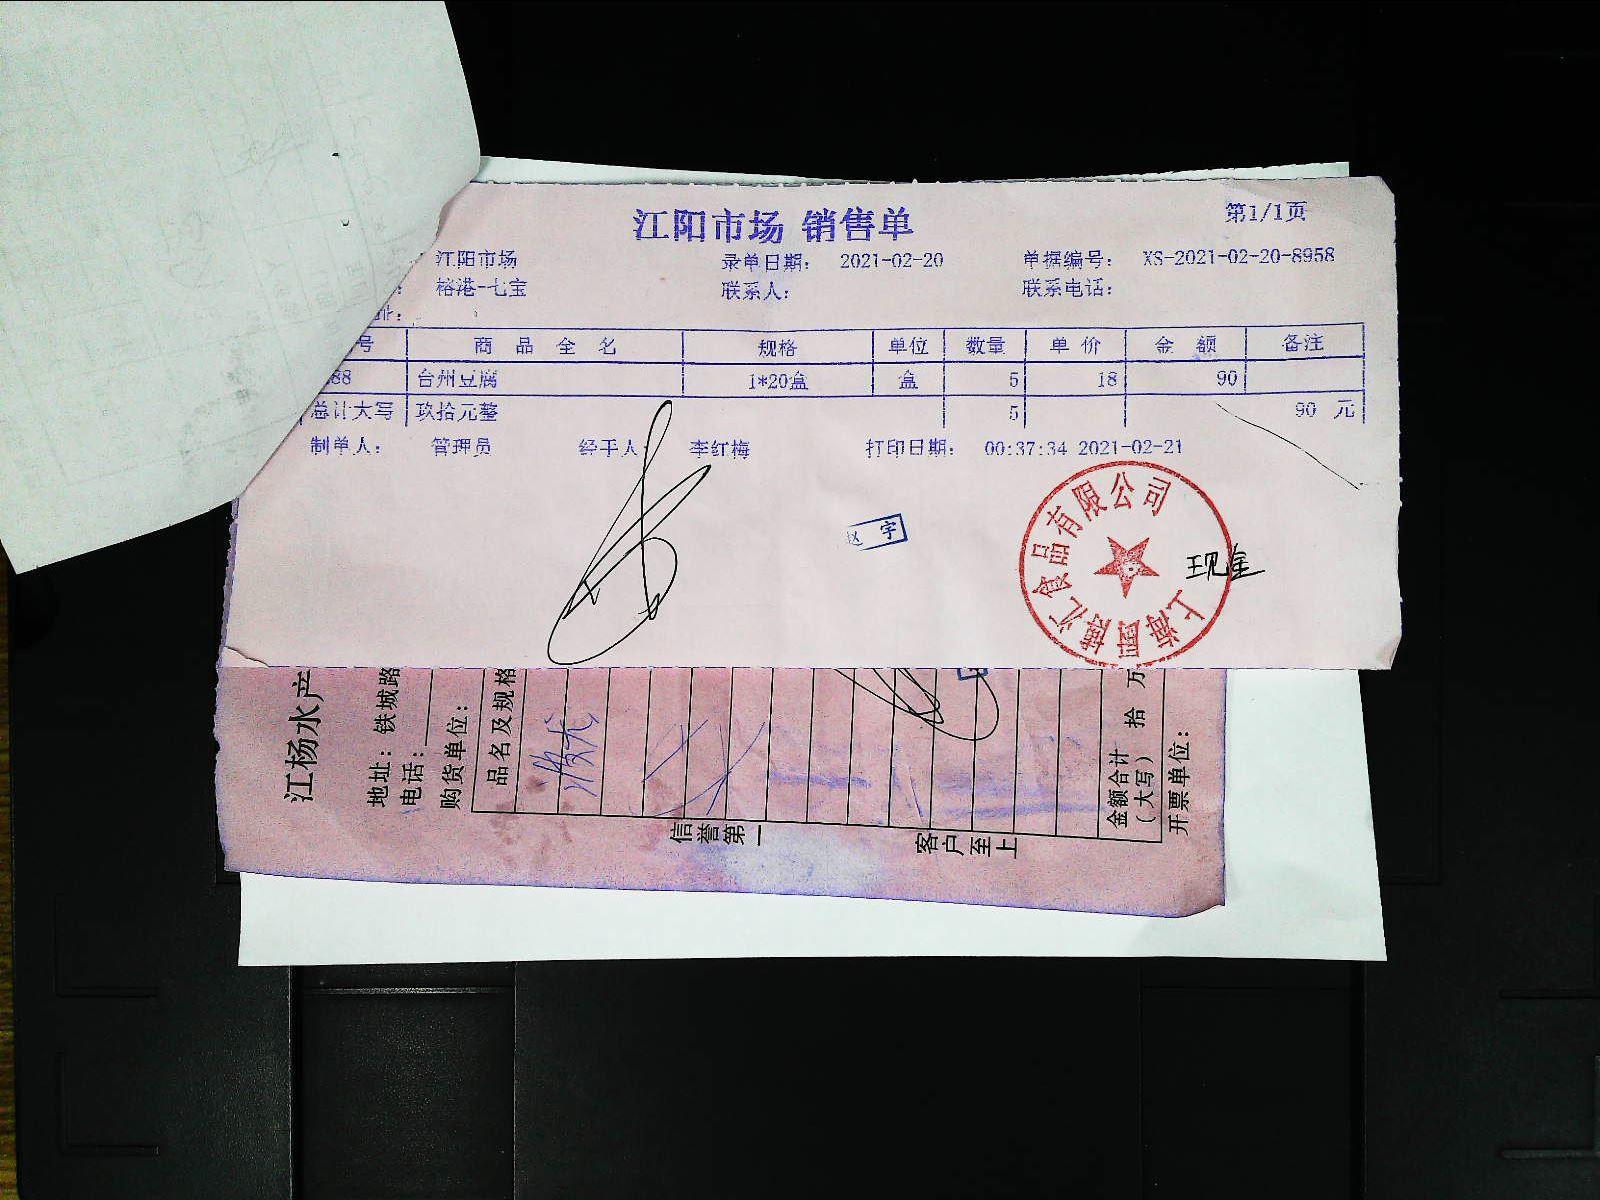 江阳市场 销售单
第1/1页
江阳市场 录单日期: 2021-02-20 单据编号: XS-2021-02-20-8958
榕港-七宝 联系人: 联系电话:
址:
号 商品全名 规格 单位 数量 单价 金额 备注
88 台州豆腐 1*20盒 盒 5 18 90
总计大写 玖拾元整 5 90 元
制单人: 管理员 经手人 李红梅 打印日期: 00:37:34 2021-02-21
赵宇
现金
江杨水产
地址: 铁城路
电话:
购货单位:
品名及规格
金额合计(大写) 拾 万
开票单位:
信誉第一
客户至上